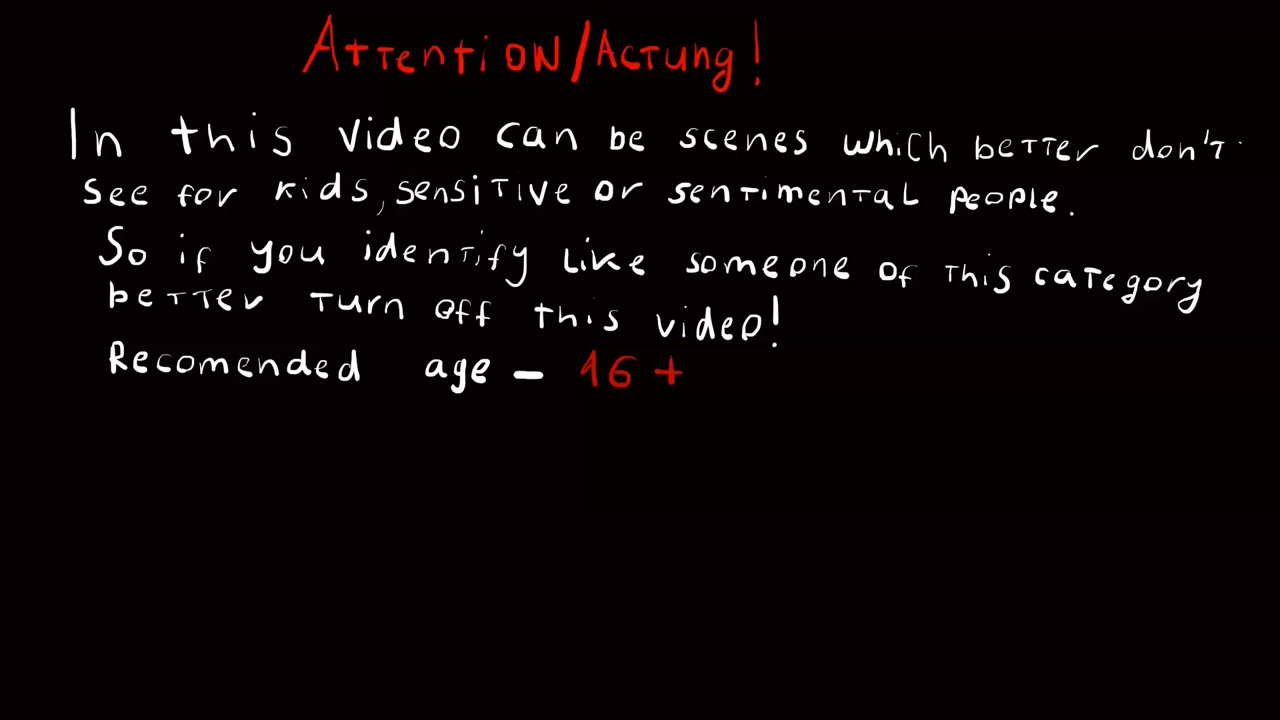 Attention/Actung!
In this video can be scenes which better don't
see for kids, sensitive or sentimental people.
So if you identify like someone of this category
better turn off this video!
Recomended age - 16 +